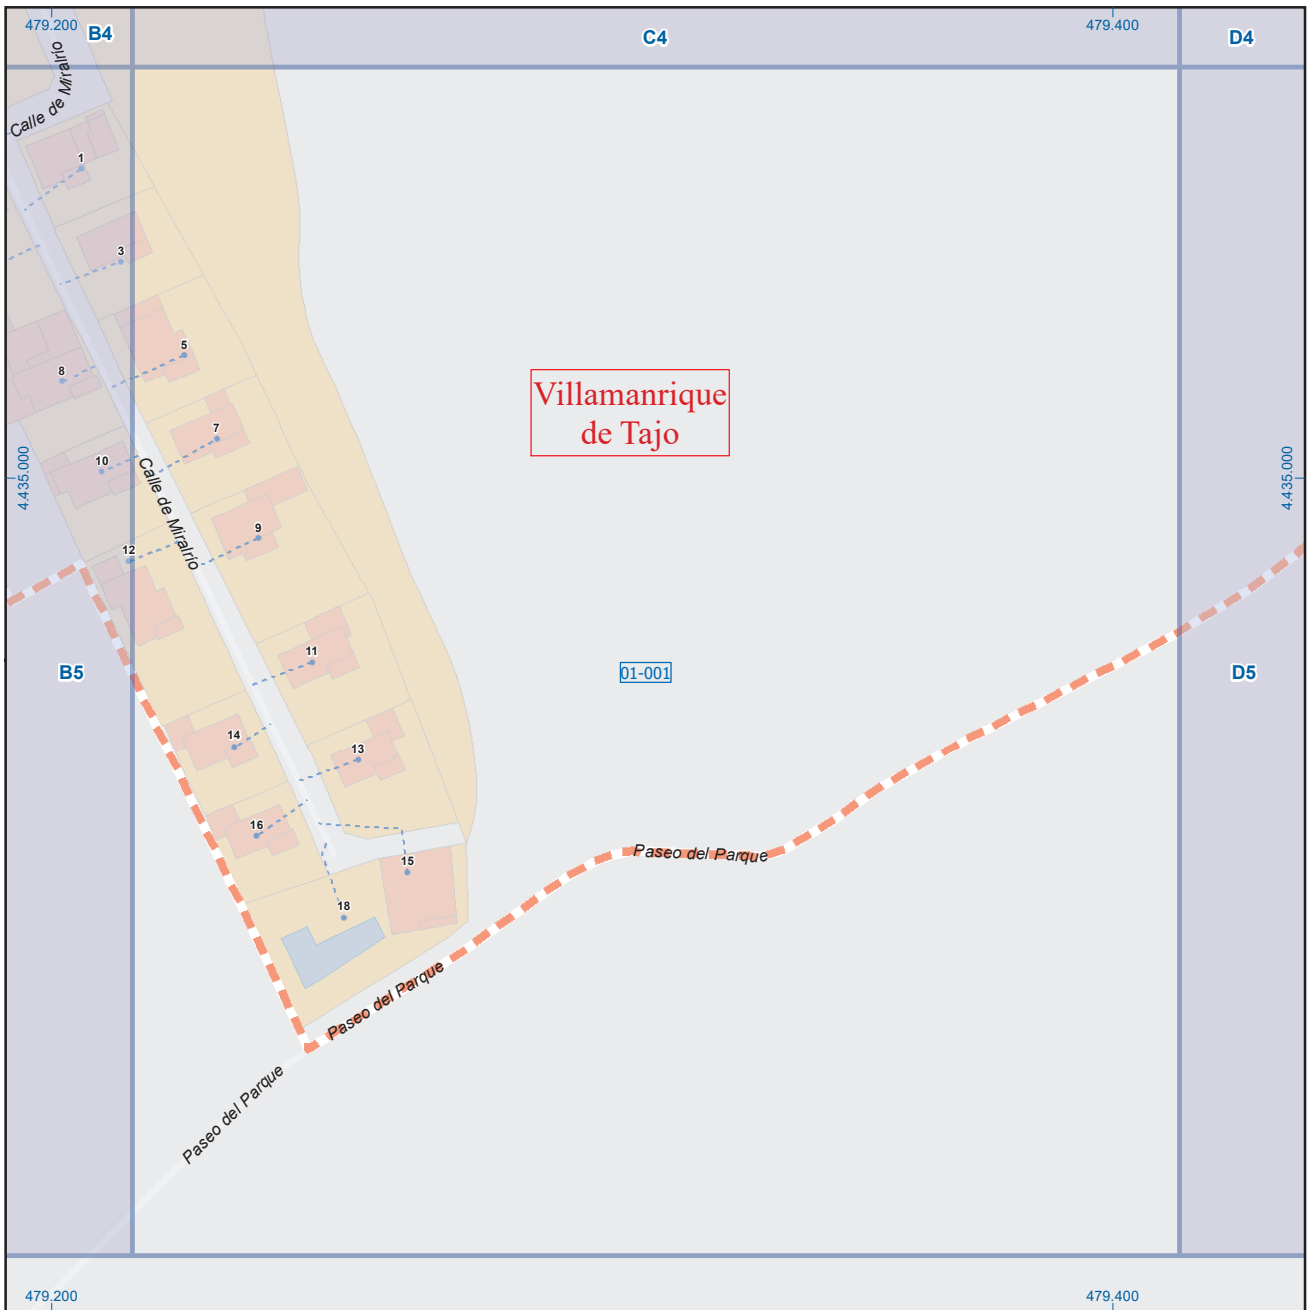 479.200
B4
C4
479.400
D4
Calle de Miralrío
1
3
5
8
7
Villamanrique
de Tajo
10
Calle de Miralrío
4.435.000
4.435.000
9
12
11
B5
01-001
D5
14
13
16
15
Paseo del Parque
18
Paseo del Parque
Paseo del Parque
479.200
479.400